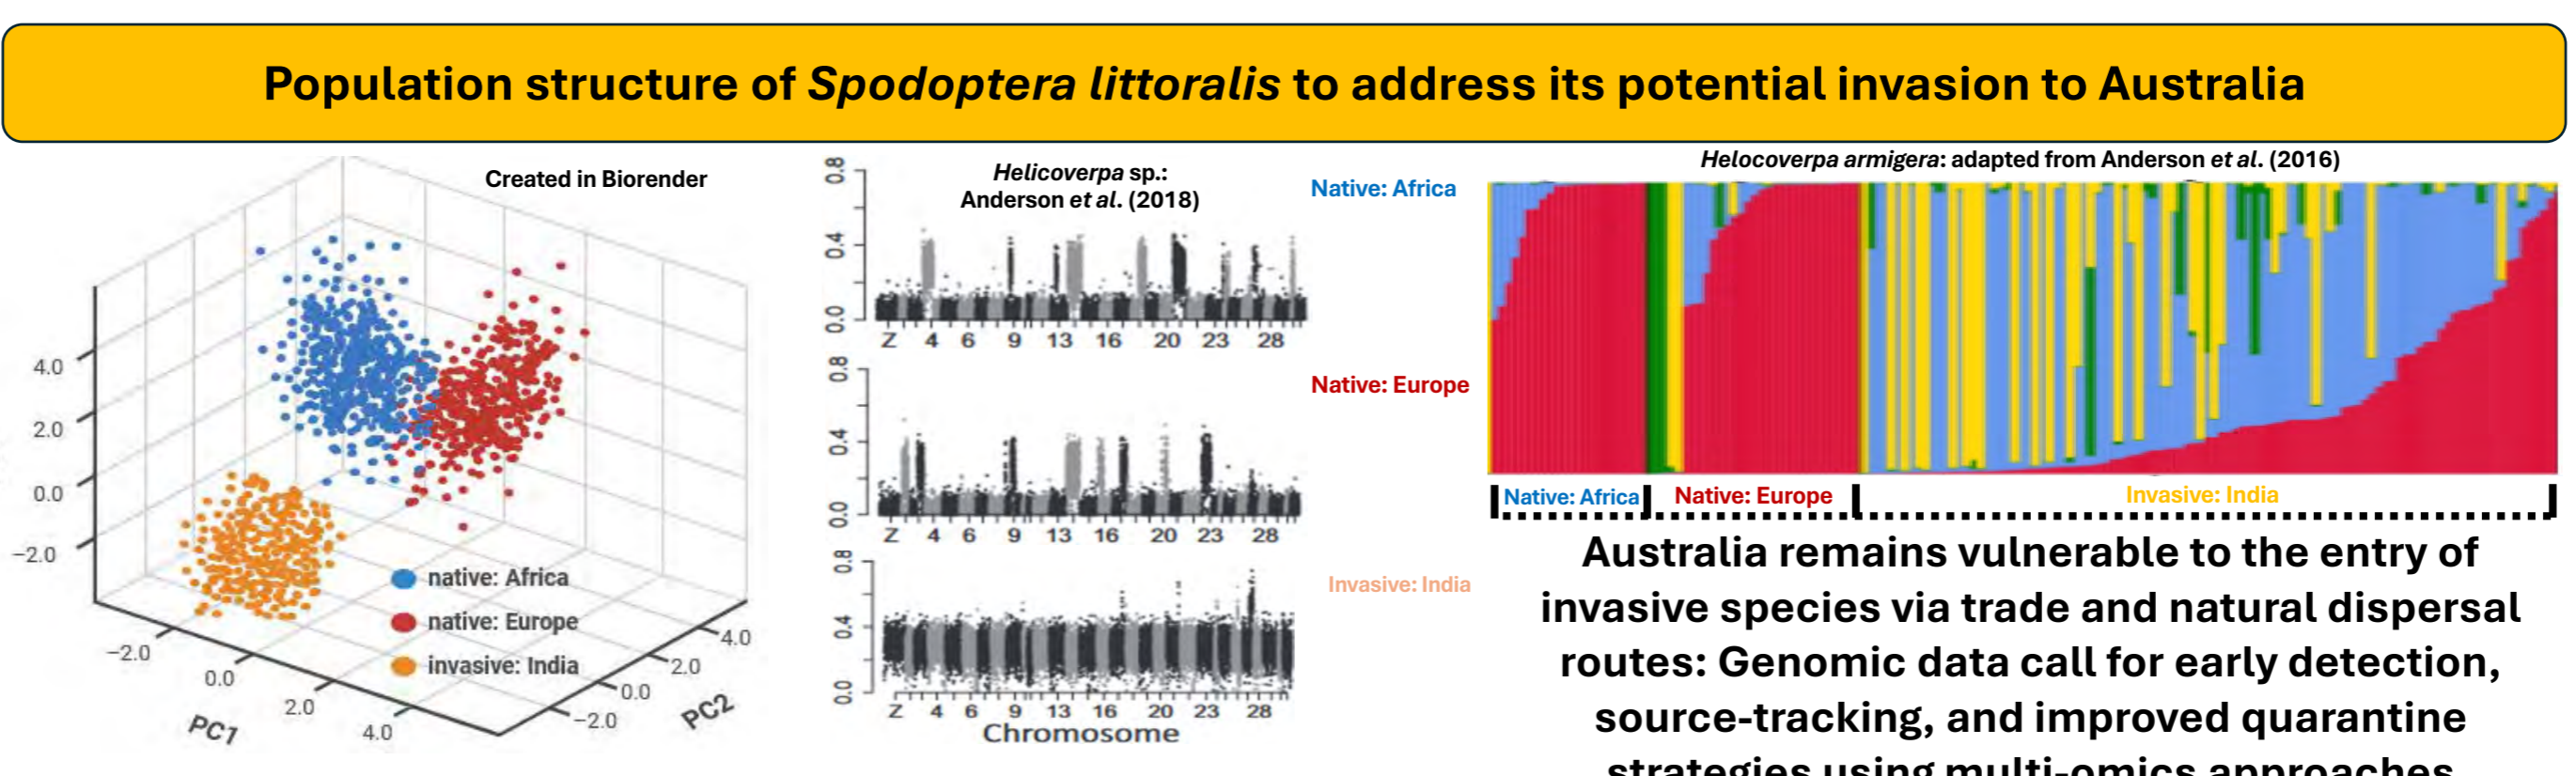 Population structure of Spodoptera littoralis to address its potential invasion to Australia
Created in Biorender
4.0
2.0
0.0
−2.0
−2.0
0.0
2.0
4.0
PC1
−2.0
0.0
2.0
4.0
PC2
native: Africa
native: Europe
invasive: India
Helicoverpa sp.:
Anderson et al. (2018)
0.8
0.4
0.0
Z 4 6 9 13 16 20 23 28
Native: Africa
0.8
0.4
0.0
Z 4 6 9 13 16 20 23 28
Native: Europe
0.8
0.4
0.0
Z 4 6 9 13 16 20 23 28
Chromosome
Invasive: India
Helocoverpa armigera: adapted from Anderson et al. (2016)
Native: Africa Native: Europe Invasive: India
Australia remains vulnerable to the entry of
invasive species via trade and natural dispersal
routes: Genomic data call for early detection,
source-tracking, and improved quarantine
strategies using multi-omics approaches